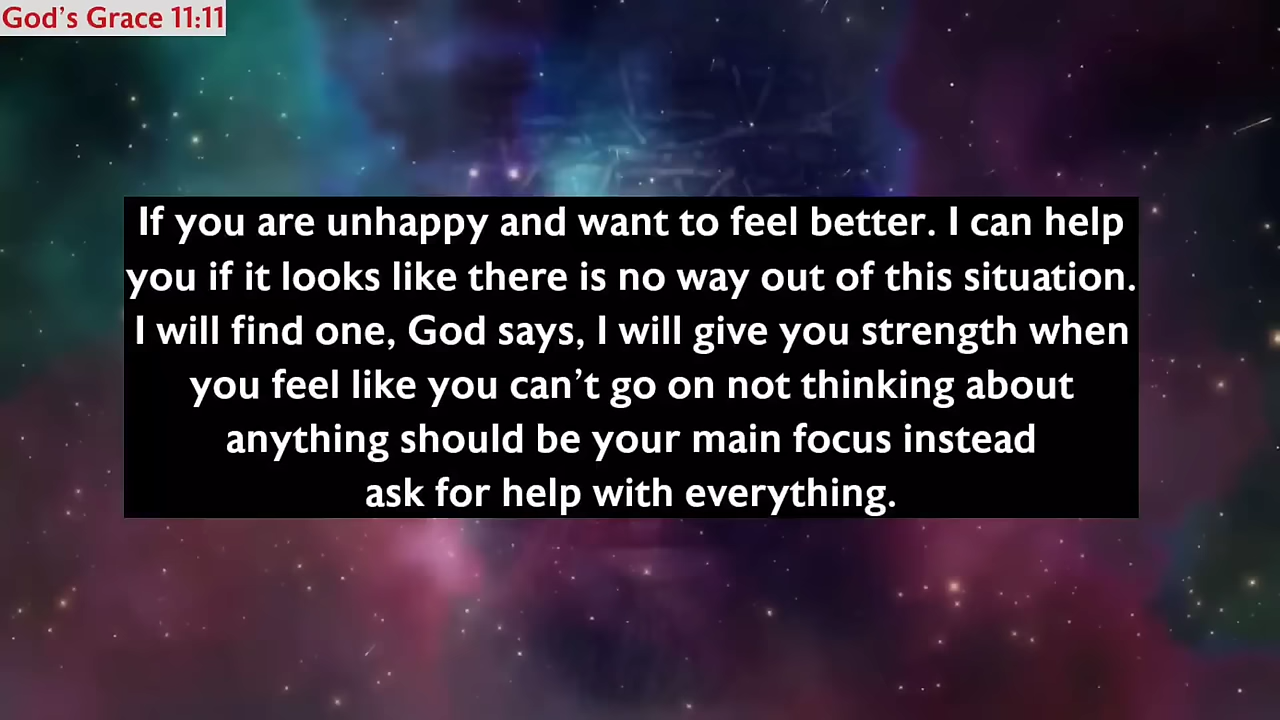 God’s Grace 11:11
If you are unhappy and want to feel better. I can help
you if it looks like there is no way out of this situation.
I will find one, God says, I will give you strength when
you feel like you can’t go on not thinking about
anything should be your main focus instead
ask for help with everything.